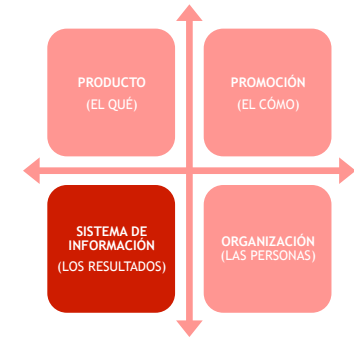 PRODUCTO
(EL QUÉ)
PROMOCIÓN
(EL CÓMO)
SISTEMA DE
INFORMACIÓN
(LOS RESULTADOS)
ORGANIZACIÓN
(LAS PERSONAS)